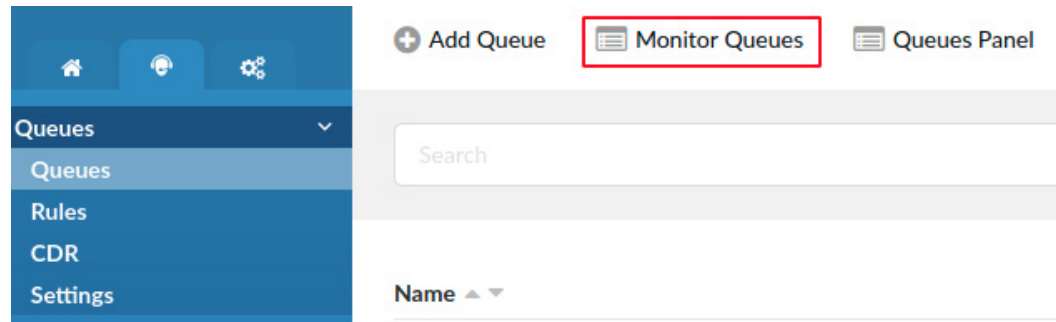 Add Queue Monitor Queues Queues Panel
Queues
Search
Queues
Rules
CDR
Settings
Name